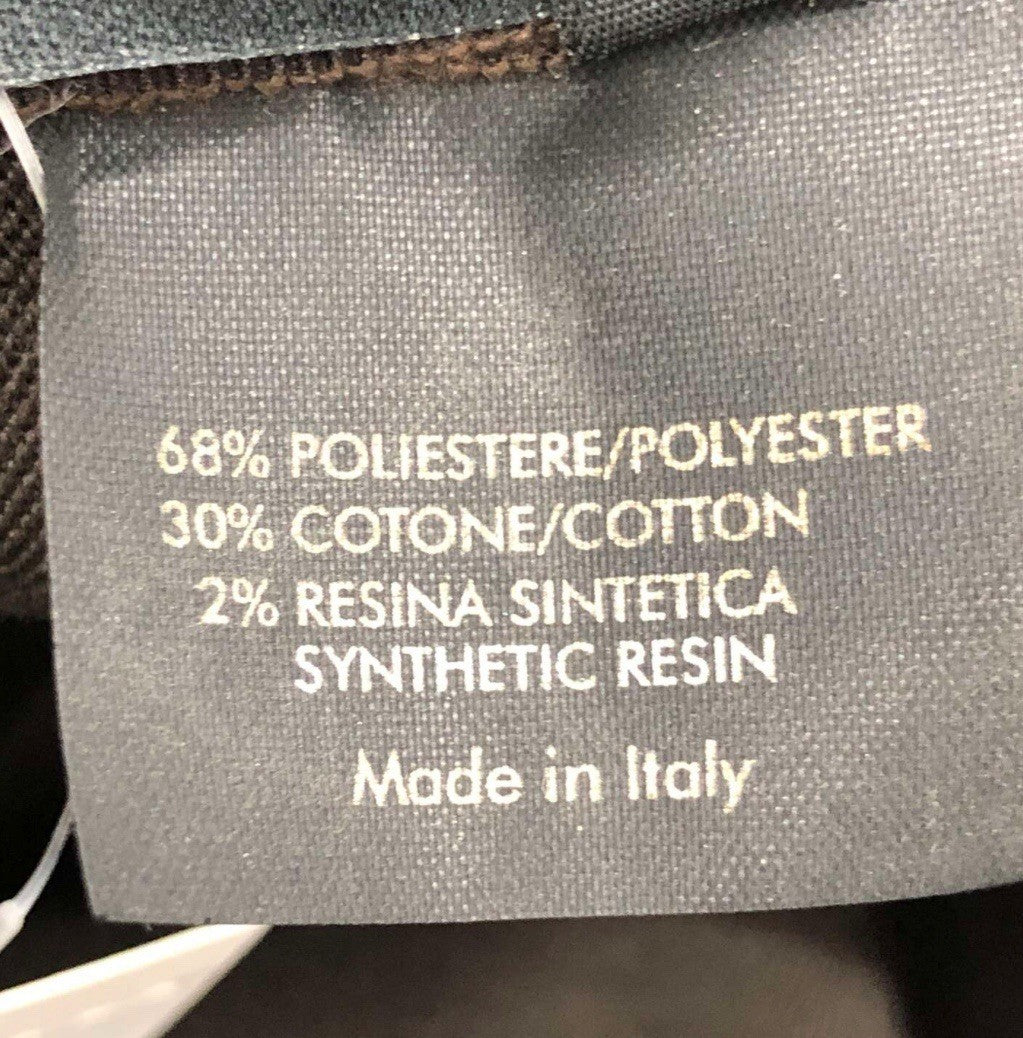 68% POLIESTERE/POLYESTER
30% COTONE/COTTON
2% RESINA SINTETICA
SYNTHETIC RESIN
Made in Italy